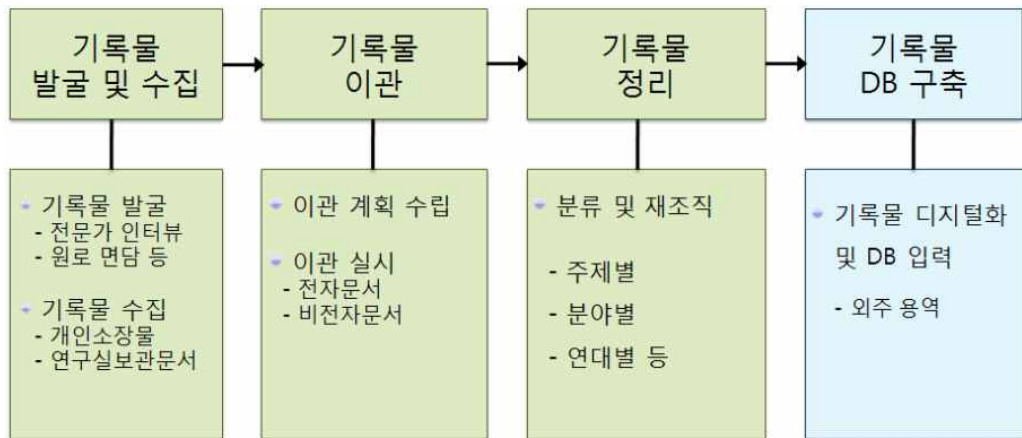 기록물
발굴 및 수집
기록물
이관
기록물
정리
기록물
DB 구축
기록물 발굴
- 전문가 인터뷰
- 원로 면담 등
기록물 수집
- 개인소장물
- 연구실보관문서
이관 계획 수립
이관 실시
- 전자문서
- 비전자문서
분류 및 재조직
- 주제별
- 분야별
- 연대별 등
기록물 디지털화
및 DB 입력
- 외주 용역